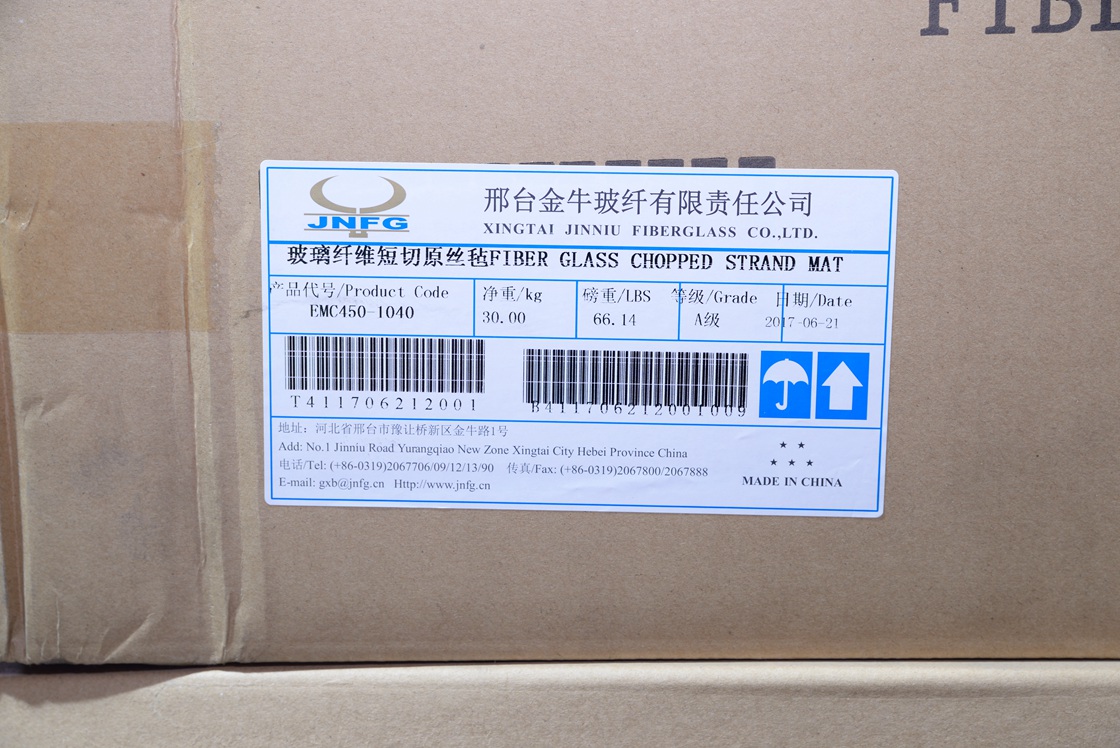 FIBE
JNFG
邢台金牛玻纤有限责任公司
XINGTAI JINNIU FIBERGLASS CO.,LTD.
玻璃纤维短切原丝毡FIBER GLASS CHOPPED STRAND MAT
产品代号/Product Code 净重/kg 磅重/LBS 等级/Grade 日期/Date
EMC450-1040 30.00 66.14 A级 2017-06-21
T411706212001 B411706212001009
地址: 河北省邢台市豫让桥新区金牛路1号
Add: No.1 Jinniu Road Yurangqiao New Zone Xingtai City Hebei Province China
电话/Tel: (+86-0319)2067706/09/12/13/90 传真/Fax: (+86-0319)2067800/2067888
E-mail: gxb@jnfg.cn Http://www.jnfg.cn
MADE IN CHINA